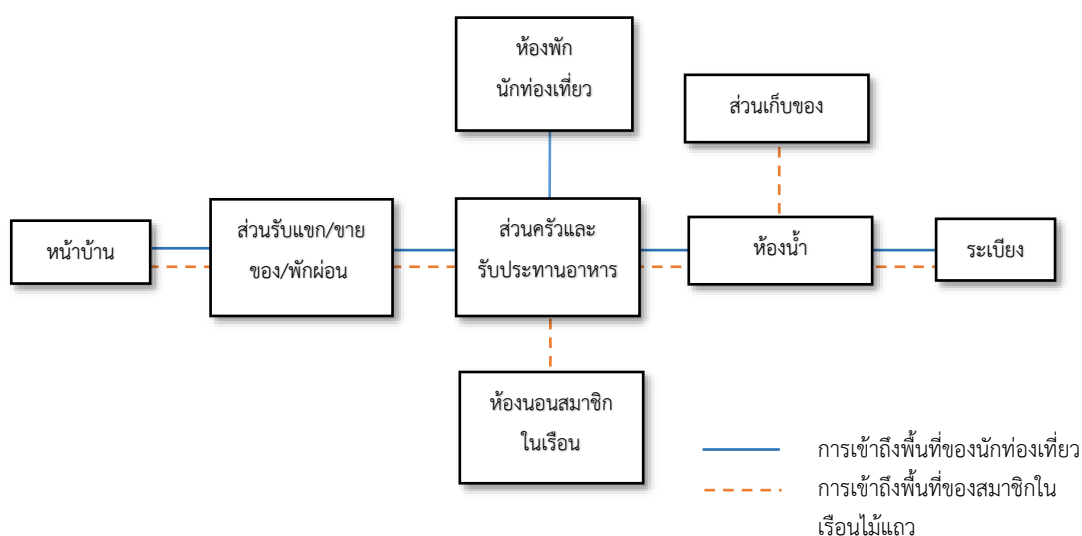 ห้องพัก
นักท่องเที่ยว
ส่วนเก็บของ
หน้าบ้าน
ส่วนรับแขก/ขาย
ของ/พักผ่อน
ส่วนครัวและ
รับประทานอาหาร
ห้องน้ำ
ระเบียง
ห้องนอนสมาชิก
ในเรือน
การเข้าถึงพื้นที่ของนักท่องเที่ยว
การเข้าถึงพื้นที่ของสมาชิกใน
เรือนไม้แถว